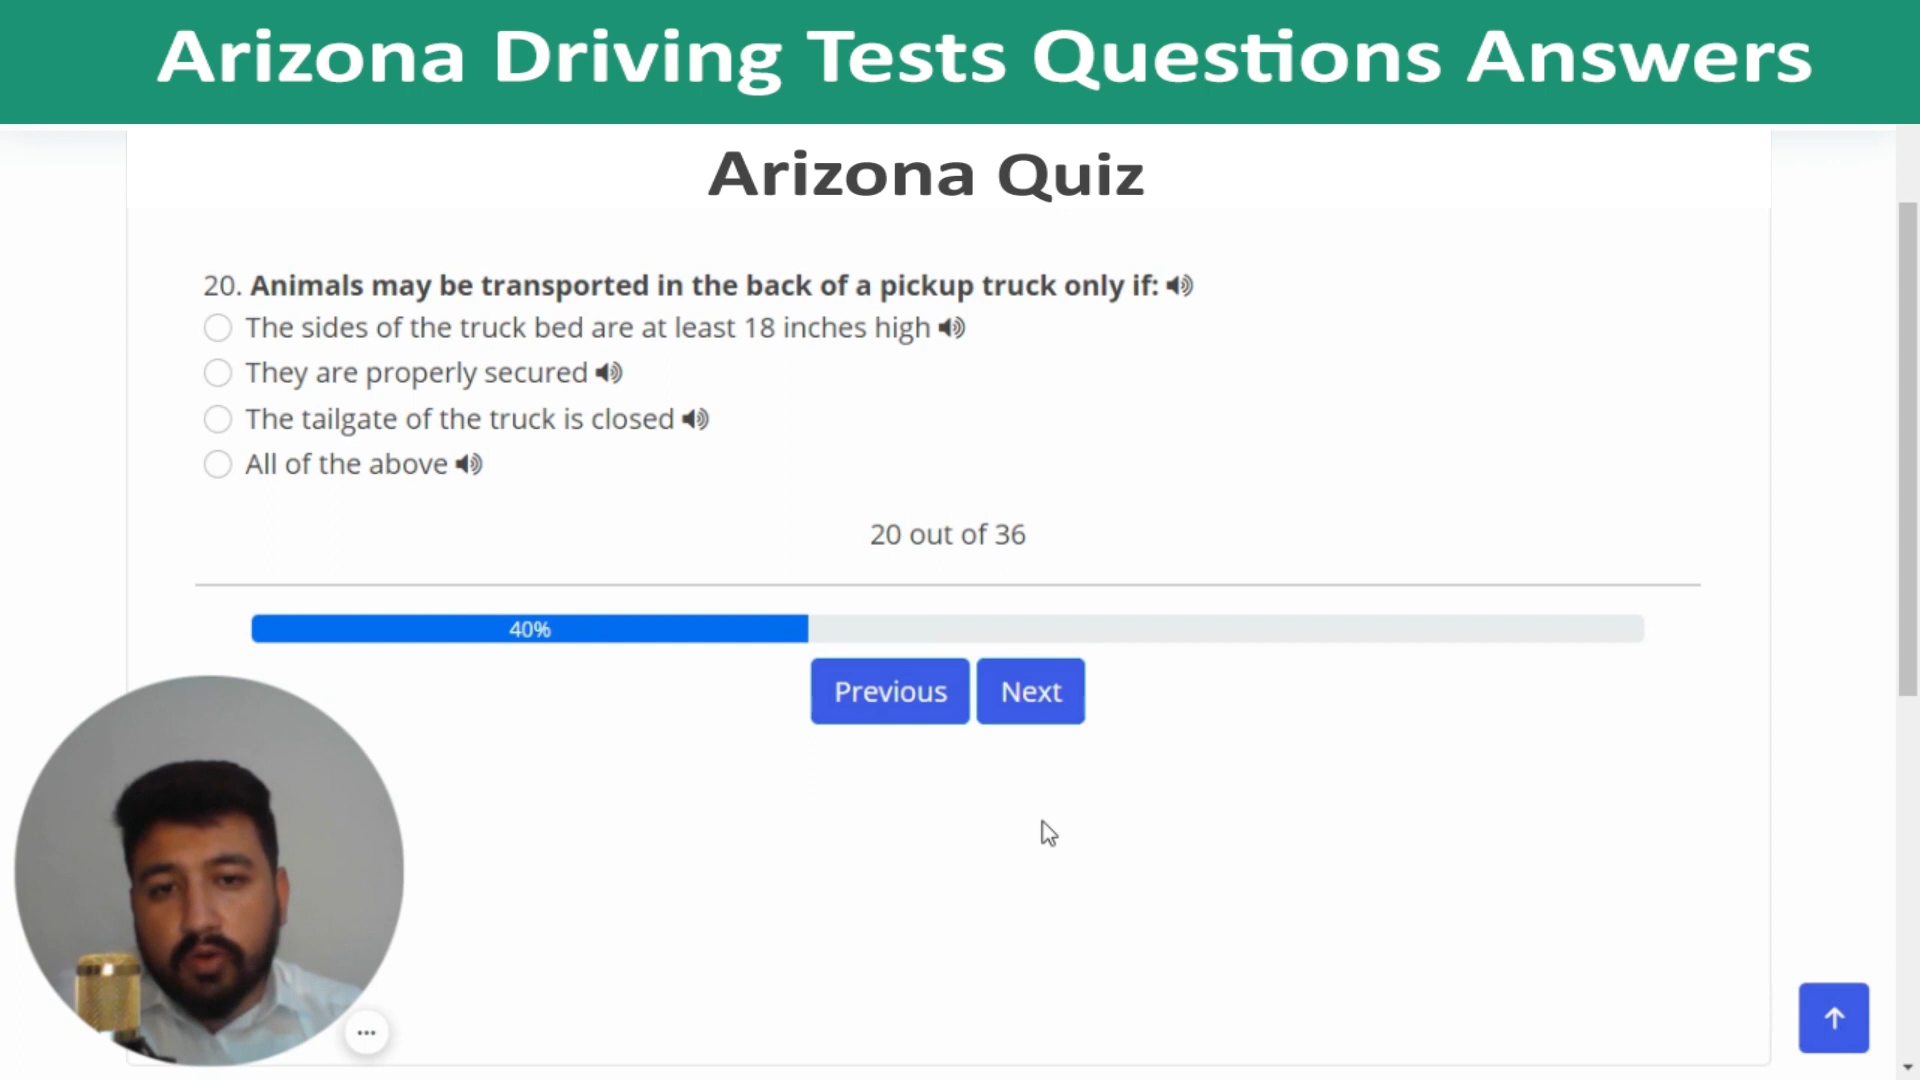 Arizona Driving Tests Questions Answers
Arizona Quiz
20. Animals may be transported in the back of a pickup truck only if:
The sides of the truck bed are at least 18 inches high
They are properly secured
The tailgate of the truck is closed
All of the above
20 out of 36
40%
Previous Next